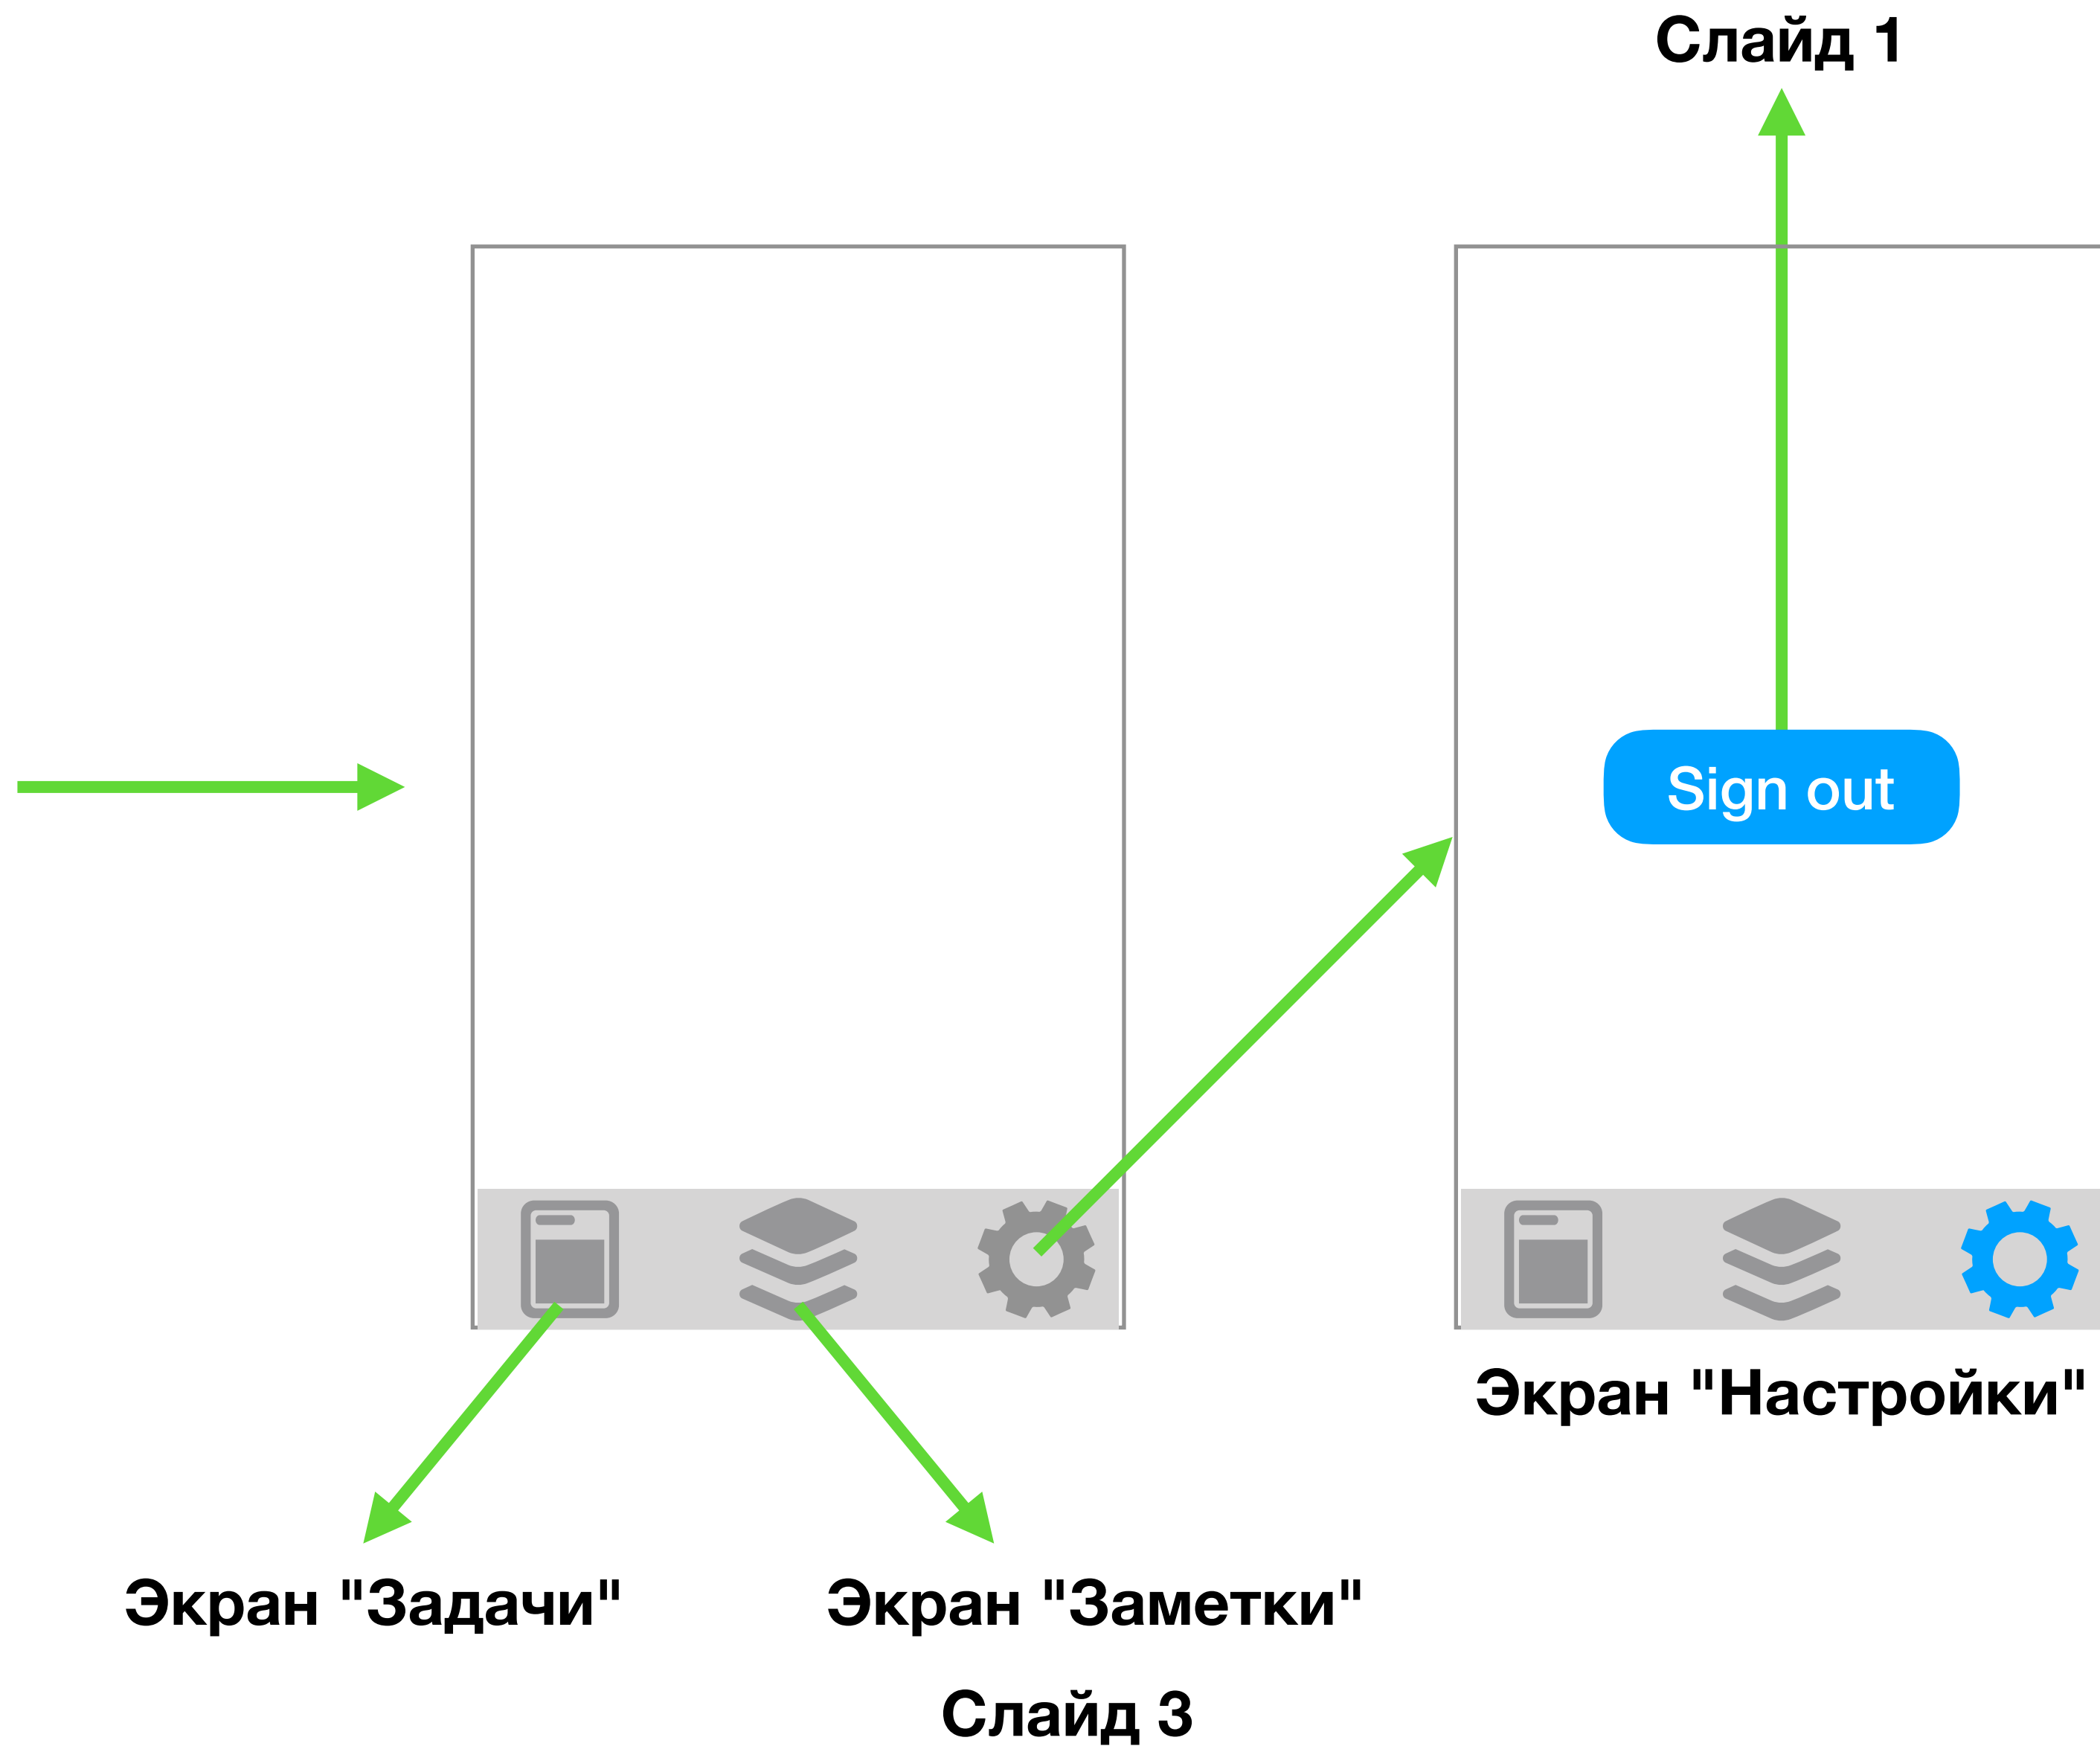 Слайд 1
Sign out
Экран "Настройки"
Экран "Задачи"
Экран "Заметки"
Слайд 3